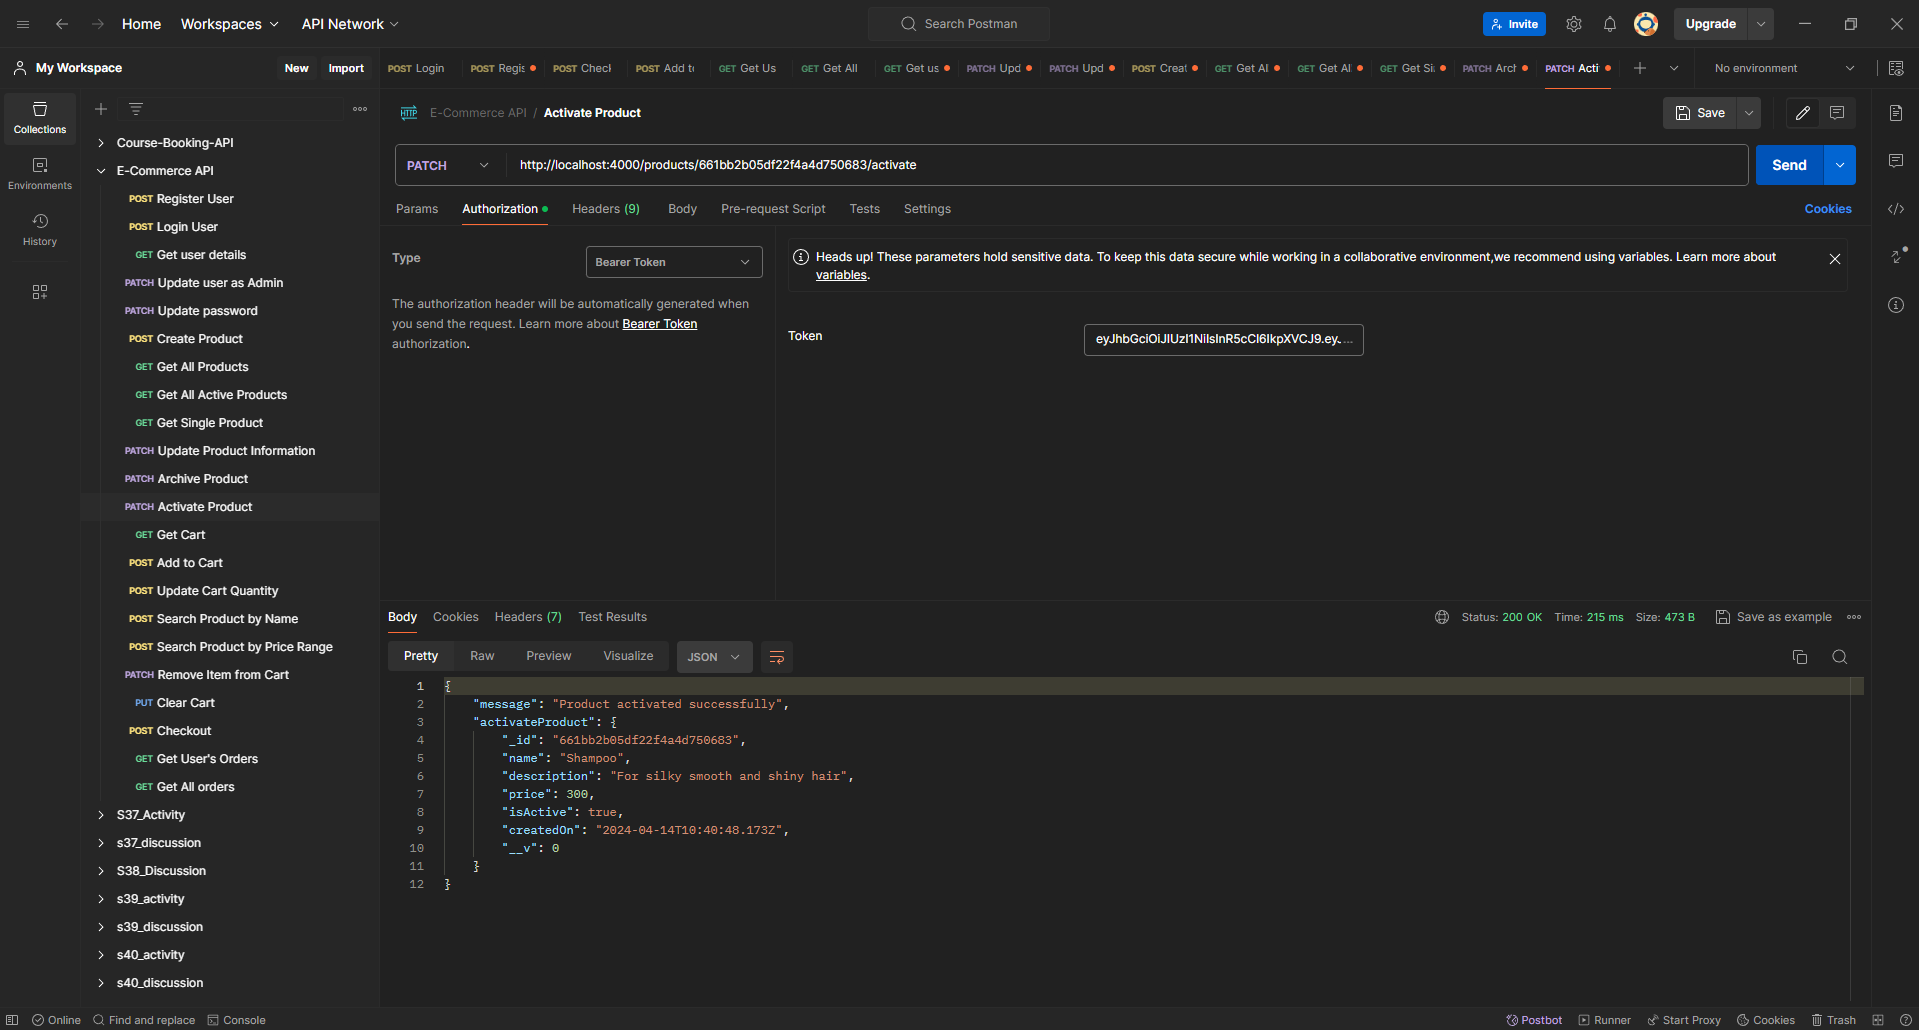 Home Workspaces API Network Search Postman Invite Upgrade
My Workspace New Import POST Login POST Regis POST Check POST Add to GET Get Us GET Get All GET Get us PATCH Upd PATCH Upd POST Creat GET Get Al GET Get Al GET Get Si PATCH Arch PATCH Acti No environment
Collections
Environments
History
Course-Booking-API
E-Commerce API
POST Register User
POST Login User
GET Get user details
PATCH Update user as Admin
PATCH Update password
POST Create Product
GET Get All Products
GET Get All Active Products
GET Get Single Product
PATCH Update Product Information
PATCH Archive Product
PATCH Activate Product
GET Get Cart
POST Add to Cart
POST Update Cart Quantity
POST Search Product by Name
POST Search Product by Price Range
PATCH Remove Item from Cart
PUT Clear Cart
POST Checkout
GET Get User's Orders
GET Get All orders
S37_Activity
s37_discussion
S38_Discussion
s39_activity
s39_discussion
s40_activity
s40_discussion
HTTP E-Commerce API / Activate Product Save
PATCH http://localhost:4000/products/661bb2b05df22f4a4d750683/activate Send
Params Authorization Headers (9) Body Pre-request Script Tests Settings Cookies
Type Bearer Token
The authorization header will be automatically generated when
you send the request. Learn more about Bearer Token
authorization.
Heads up! These parameters hold sensitive data. To keep this data secure while working in a collaborative environment,we recommend using variables. Learn more about
variables.
Token eyJhbGciOiJIUzI1NiIsInR5cCI6IkpXVCJ9.ey. ...
Body Cookies Headers (7) Test Results Status: 200 OK Time: 215 ms Size: 473 B Save as example
Pretty Raw Preview Visualize JSON
1 {
2 "message": "Product activated successfully",
3 "activateProduct": {
4 "_id": "661bb2b05df22f4a4d750683",
5 "name": "Shampoo",
6 "description": "For silky smooth and shiny hair",
7 "price": 300,
8 "isActive": true,
9 "createdOn": "2024-04-14T10:40:48.173Z",
10 "__v": 0
11 }
12 }
Online Find and replace Console Postbot Runner Start Proxy Cookies Trash